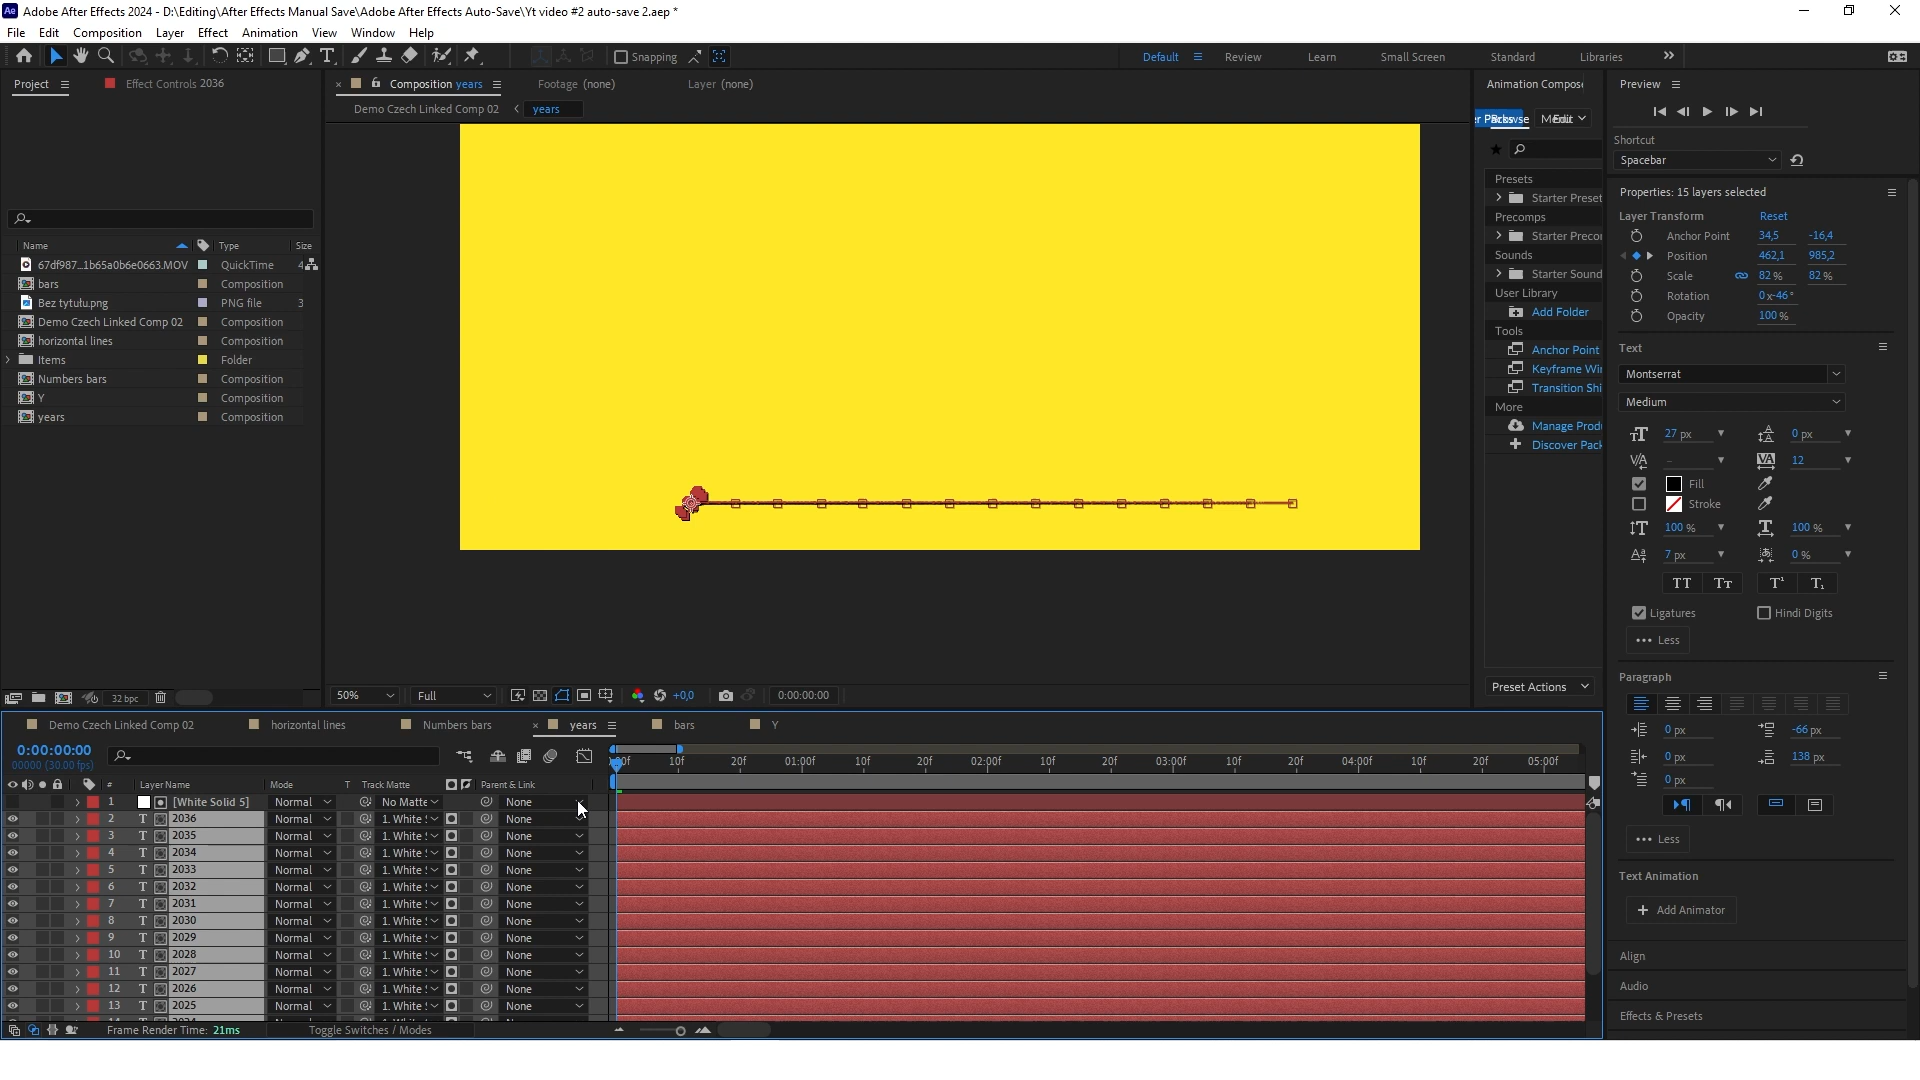 Adobe After Effects 2024 - D:\Editing\After Effects Manual Save\Adobe After Effects Auto-Save\Yt video #2 auto-save 2.aep *
File Edit Composition Layer Effect Animation View Window Help
Snapping
Default Review Learn Small Screen Standard Libraries
Project Effect Controls 2036
Composition years Footage (none) Layer (none)
Demo Czech Linked Comp 02 years
Animation Compos
Menu Edit
Preview
Shortcut
Spacebar
Name Type Size
67df987...1b65a0b6e0663.MOV QuickTime 4
bars Composition
Bez tytułu.png PNG file 3
Demo Czech Linked Comp 02 Composition
horizontal lines Composition
Items Folder
Numbers bars Composition
Y Composition
years Composition
32 bpc
Presets
Starter Preset
Precomps
Starter Precor
Sounds
Starter Sound
User Library
Add Folder
Tools
Anchor Point
Keyframe Wi
Transition Shi
More
Manage Prod
Discover Pack
Preset Actions
Properties: 15 layers selected
Layer Transform Reset
Anchor Point 34,5 -16,4
Position 462,1 985,2
Scale 82 % 82 %
Rotation 0x-46°
Opacity 100 %
Text
Montserrat
Medium
27 px 0 px
- 12
Fill
Stroke
100 % 100 %
7 px 0 %
TT Tт T¹ T₁
Ligatures Hindi Digits
Less
Paragraph
0 px -66 px
0 px 138 px
0 px
Less
Text Animation
Add Animator
Align
Audio
Effects & Presets
50% Full +0,0 0:00:00:00
Demo Czech Linked Comp 02 horizontal lines Numbers bars years bars Y
0:00:00:00
00000 (30.00 fps)
:00f 10f 20f 01:00f 10f 20f 02:00f 10f 20f 03:00f 10f 20f 04:00f 10f 20f 05:00f
# Layer Name Mode T Track Matte Parent & Link
1 [White Solid 5] Normal No Matte None
2 T 2036 Normal 1. White None
3 T 2035 Normal 1. White None
4 T 2034 Normal 1. White None
5 T 2033 Normal 1. White None
6 T 2032 Normal 1. White None
7 T 2031 Normal 1. White None
8 T 2030 Normal 1. White None
9 T 2029 Normal 1. White None
10 T 2028 Normal 1. White None
11 T 2027 Normal 1. White None
12 T 2026 Normal 1. White None
13 T 2025 Normal 1. White None
Frame Render Time: 21ms Toggle Switches / Modes